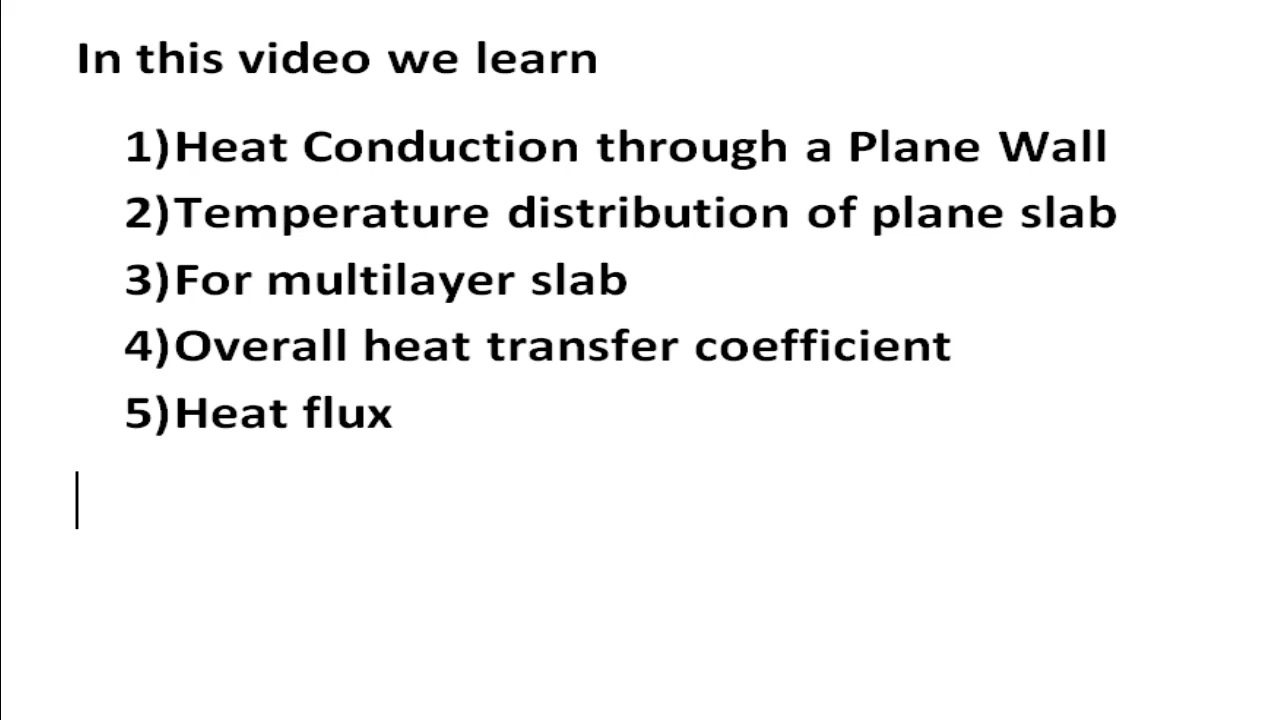 In this video we learn
1)Heat Conduction through a Plane Wall
2)Temperature distribution of plane slab
3)For multilayer slab
4)Overall heat transfer coefficient
5)Heat flux